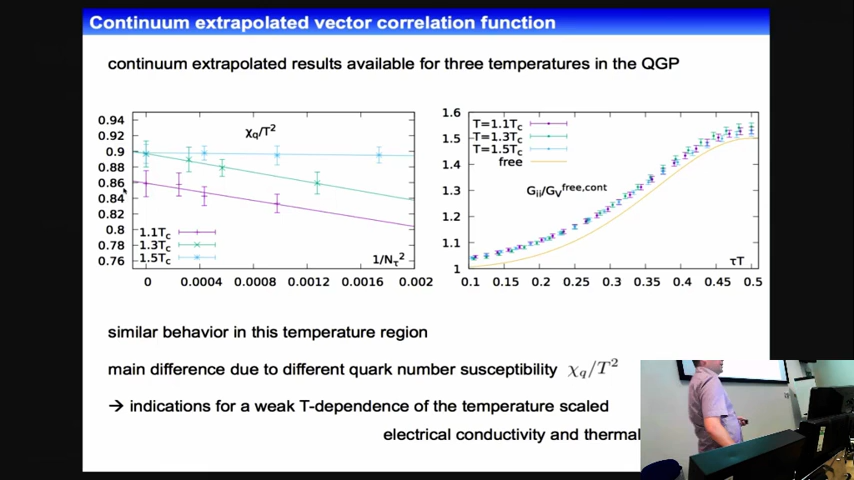 Continuum extrapolated vector correlation function
continuum extrapolated results available for three temperatures in the QGP
0.94
0.92
0.9
0.88
0.86
0.84
0.82
0.8
0.78
0.76
χq/T²
1.1Tc
1.3Tc
1.5Tc
1/Nτ²
0 0.0004 0.0008 0.0012 0.0016 0.002
1.6
1.5
1.4
1.3
1.2
1.1
1
T=1.1Tc
T=1.3Tc
T=1.5Tc
free
Gii/GV^free,cont
τT
0.1 0.15 0.2 0.25 0.3 0.35 0.4 0.45 0.5
similar behavior in this temperature region
main difference due to different quark number susceptibility χq/T²
→ indications for a weak T-dependence of the temperature scaled
electrical conductivity and thermal